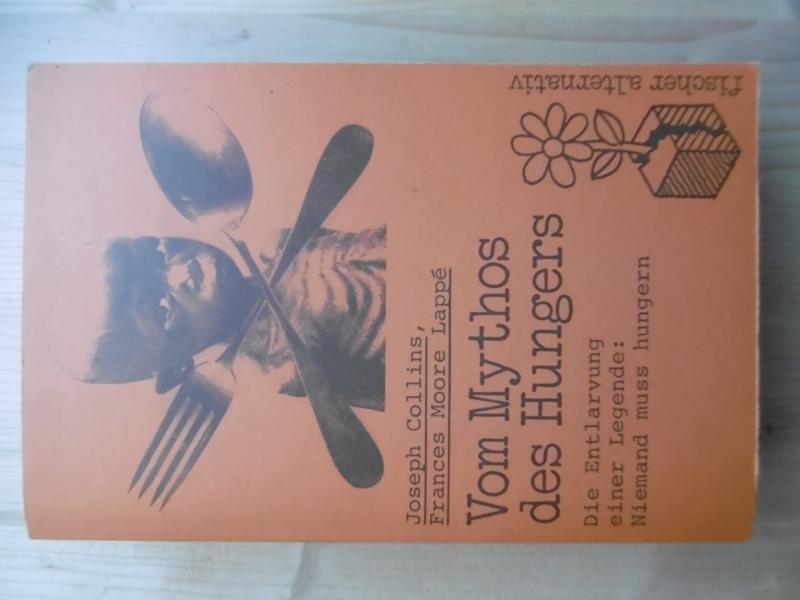 Joseph Collins,
Frances Moore Lappé
Vom Mythos
des Hungers
Die Entlarvung
einer Legende:
Niemand muss hungern
fischer alternativ